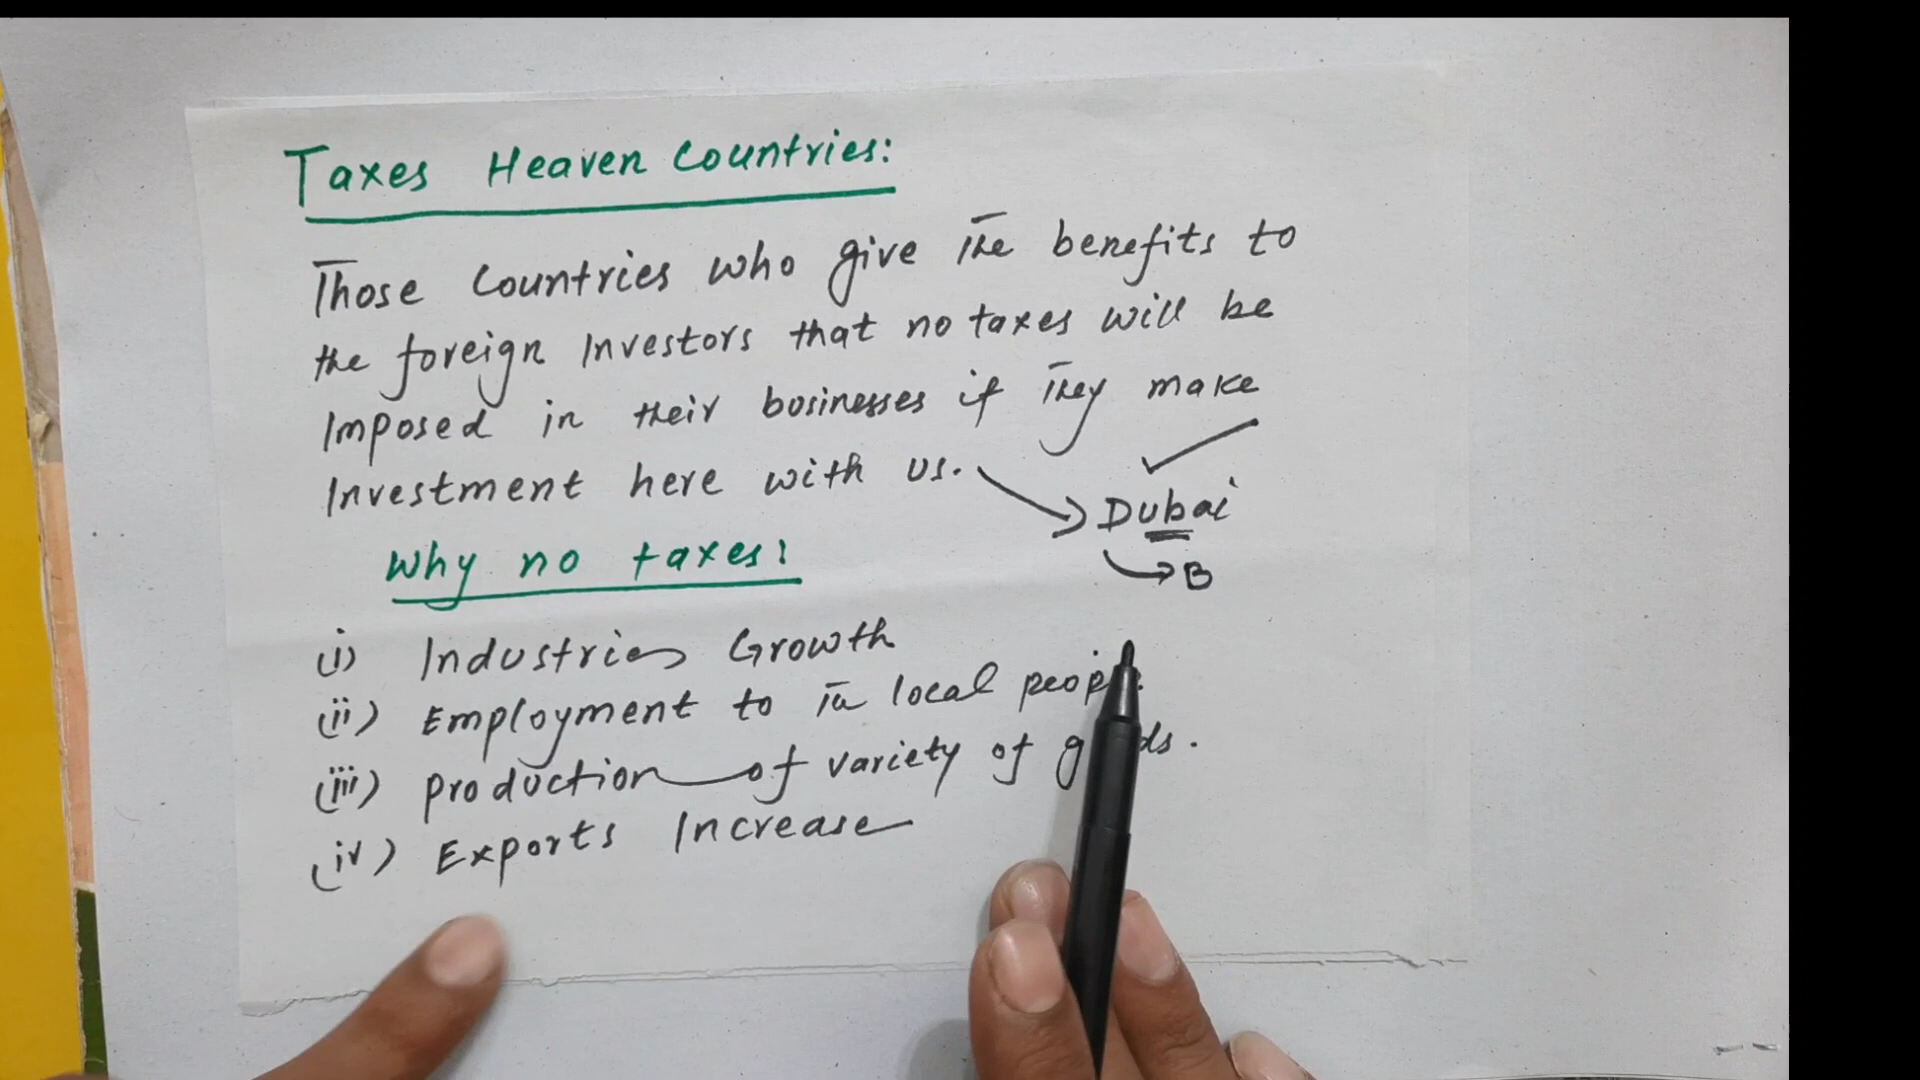 Taxes Heaven Countries:
Those Countries who give the benefits to
the foreign Investors that no taxes will be
Imposed in their businesses if They make
Investment here with us.
Dubai
B
Why no taxes:
(i) Industries Growth
(ii) Employment to the local
(iii) Production of variety of
(iv) Exports Increase